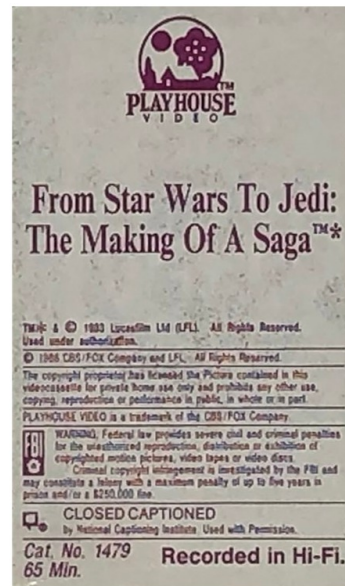 TM
PLAYHOUSE
VIDEO
From Star Wars To Jedi:
The Making Of A Saga™*
TM* & © 1983 Lucasfilm Ltd (LFL). All Rights Reserved.
Used under authorization.
© 1986 CBS/FOX Company and LFL. All Rights Reserved.
The copyright proprietor has licensed the Picture contained in this
videocassette for private home use only and prohibits any other use,
copying, reproduction or performance in public, in whole or in part.
PLAYHOUSE VIDEO is a trademark of the CBS/FOX Company.
FBI
WARNING, Federal law provides severe civil and criminal penalties
for the unauthorized reproduction, distribution or exhibition of
copyrighted motion pictures, video tapes or video discs.
Criminal copyright infringement is investigated by the FBI and
may constitute a felony with a maximum penalty of up to five years in
prison and/or a $250,000 fine.
CLOSED CAPTIONED
by National Captioning Institute. Used with Permission.
Cat. No. 1479
65 Min.
Recorded in Hi-Fi.